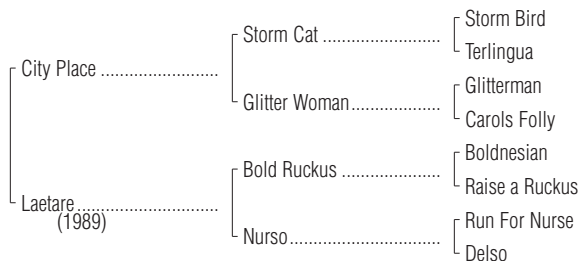 Storm Bird
Storm Cat ........................
Terlingua
City Place ........................
Glitterman
Glitter Woman..................
Carols Folly
Boldnesian
Bold Ruckus ....................
Raise a Ruckus
Laetare.............................
(1989)
Run For Nurse
Nurso...............................
Delso